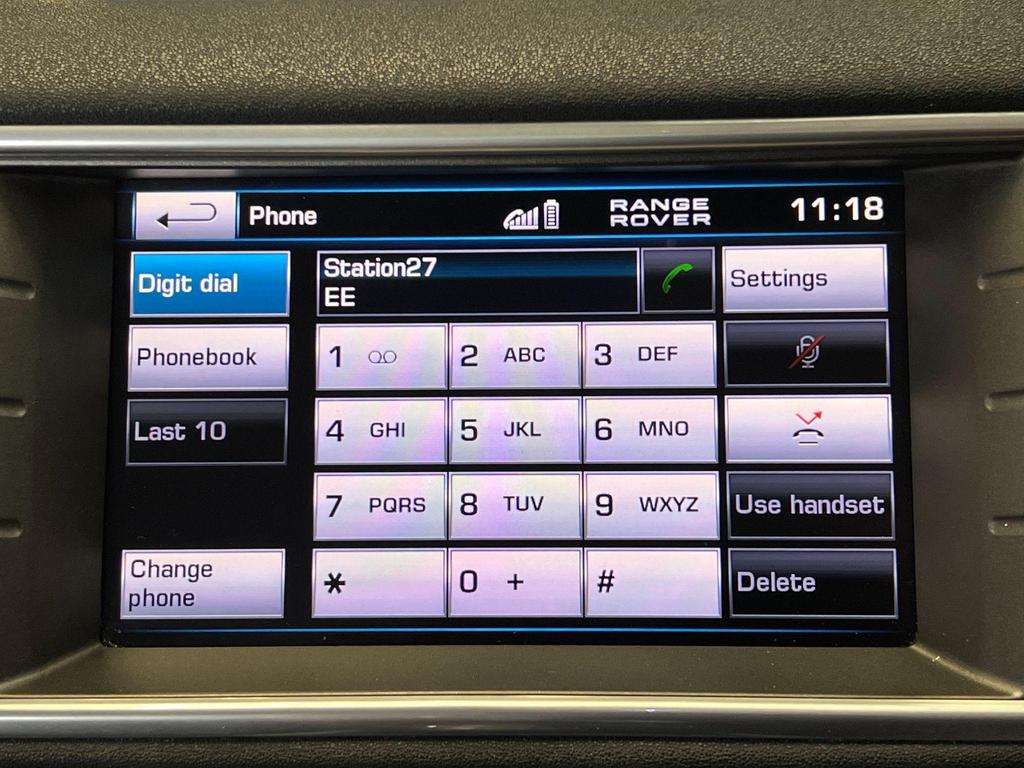 Phone
RANGE
ROVER
11:18
Digit dial
Station27
EE
Settings
Phonebook
1
2 ABC
3 DEF
Last 10
4 GHI
5 JKL
6 MNO
7 PQRS
8 TUV
9 WXYZ
Use handset
Change
phone
*
0 +
#
Delete